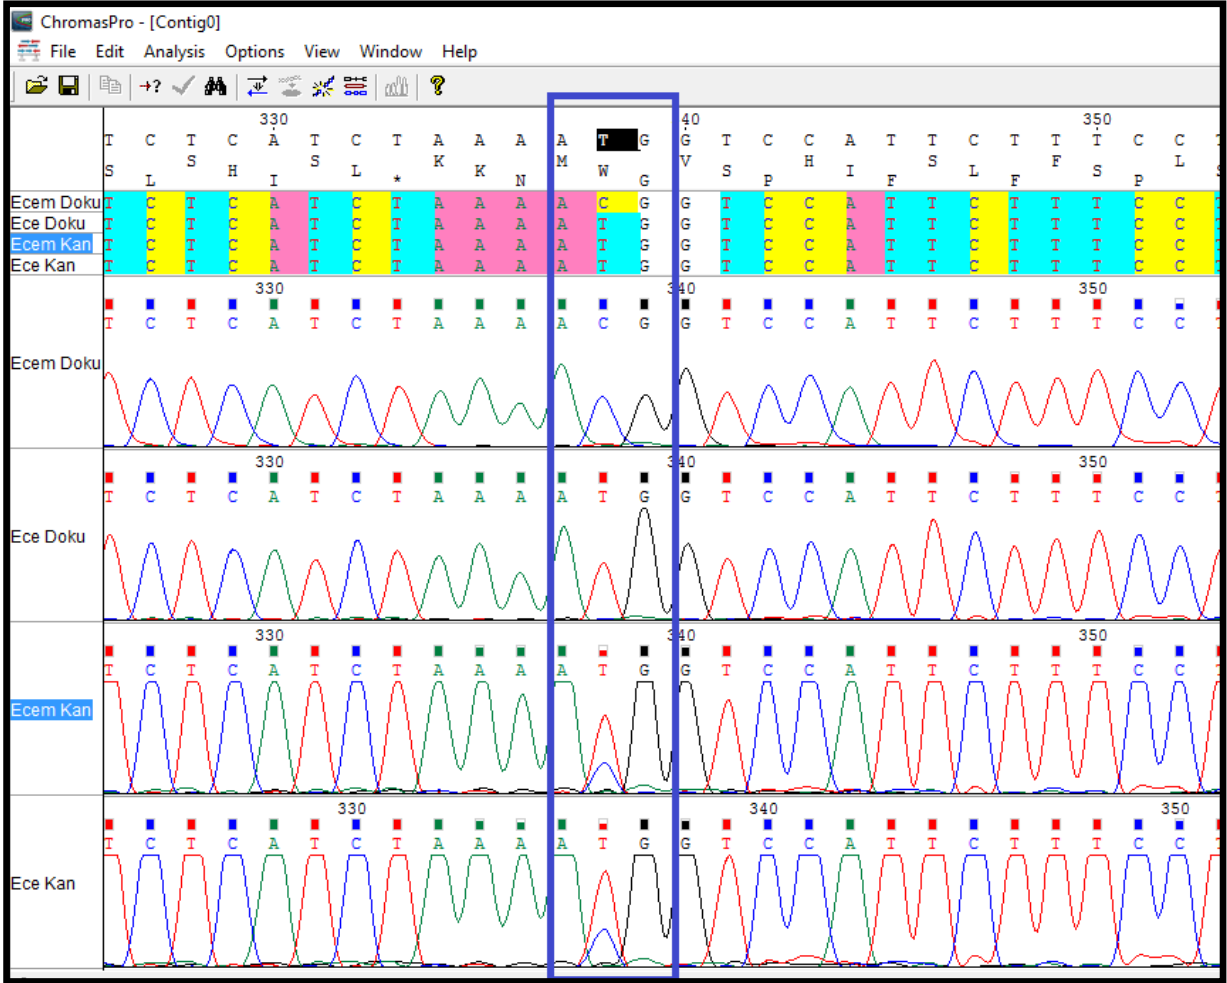 ChromasPro - [Contig0]
File Edit Analysis Options View Window Help
330 40 350
T C T C A T C T A A A A T G G T C C A T T C T T T C C
S L S H I S L * K K N M W G V S P H I F S L F F S P L S
Ecem Doku T C T C A T C T A A A A C G G T C C A T T C T T T C C T
Ece Doku T C T C A T C T A A A A T G G T C C A T T C T T T C C T
Ecem Kan T C T C A T C T A A A A T G G T C C A T T C T T T C C T
Ece Kan T C T C A T C T A A A A T G G T C C A T T C T T T C C T
330 340 350
T C T C A T C T A A A A C G G T C C A T T C T T T C C T
Ecem Doku
330 340 350
T C T C A T C T A A A A T G G T C C A T T C T T T C C T
Ece Doku
330 340 350
T C T C A T C T A A A A T G G T C C A T T C T T T C C T
Ecem Kan
330 340 350
T C T C A T C T A A A A T G G T C C A T T C T T T C C T
Ece Kan